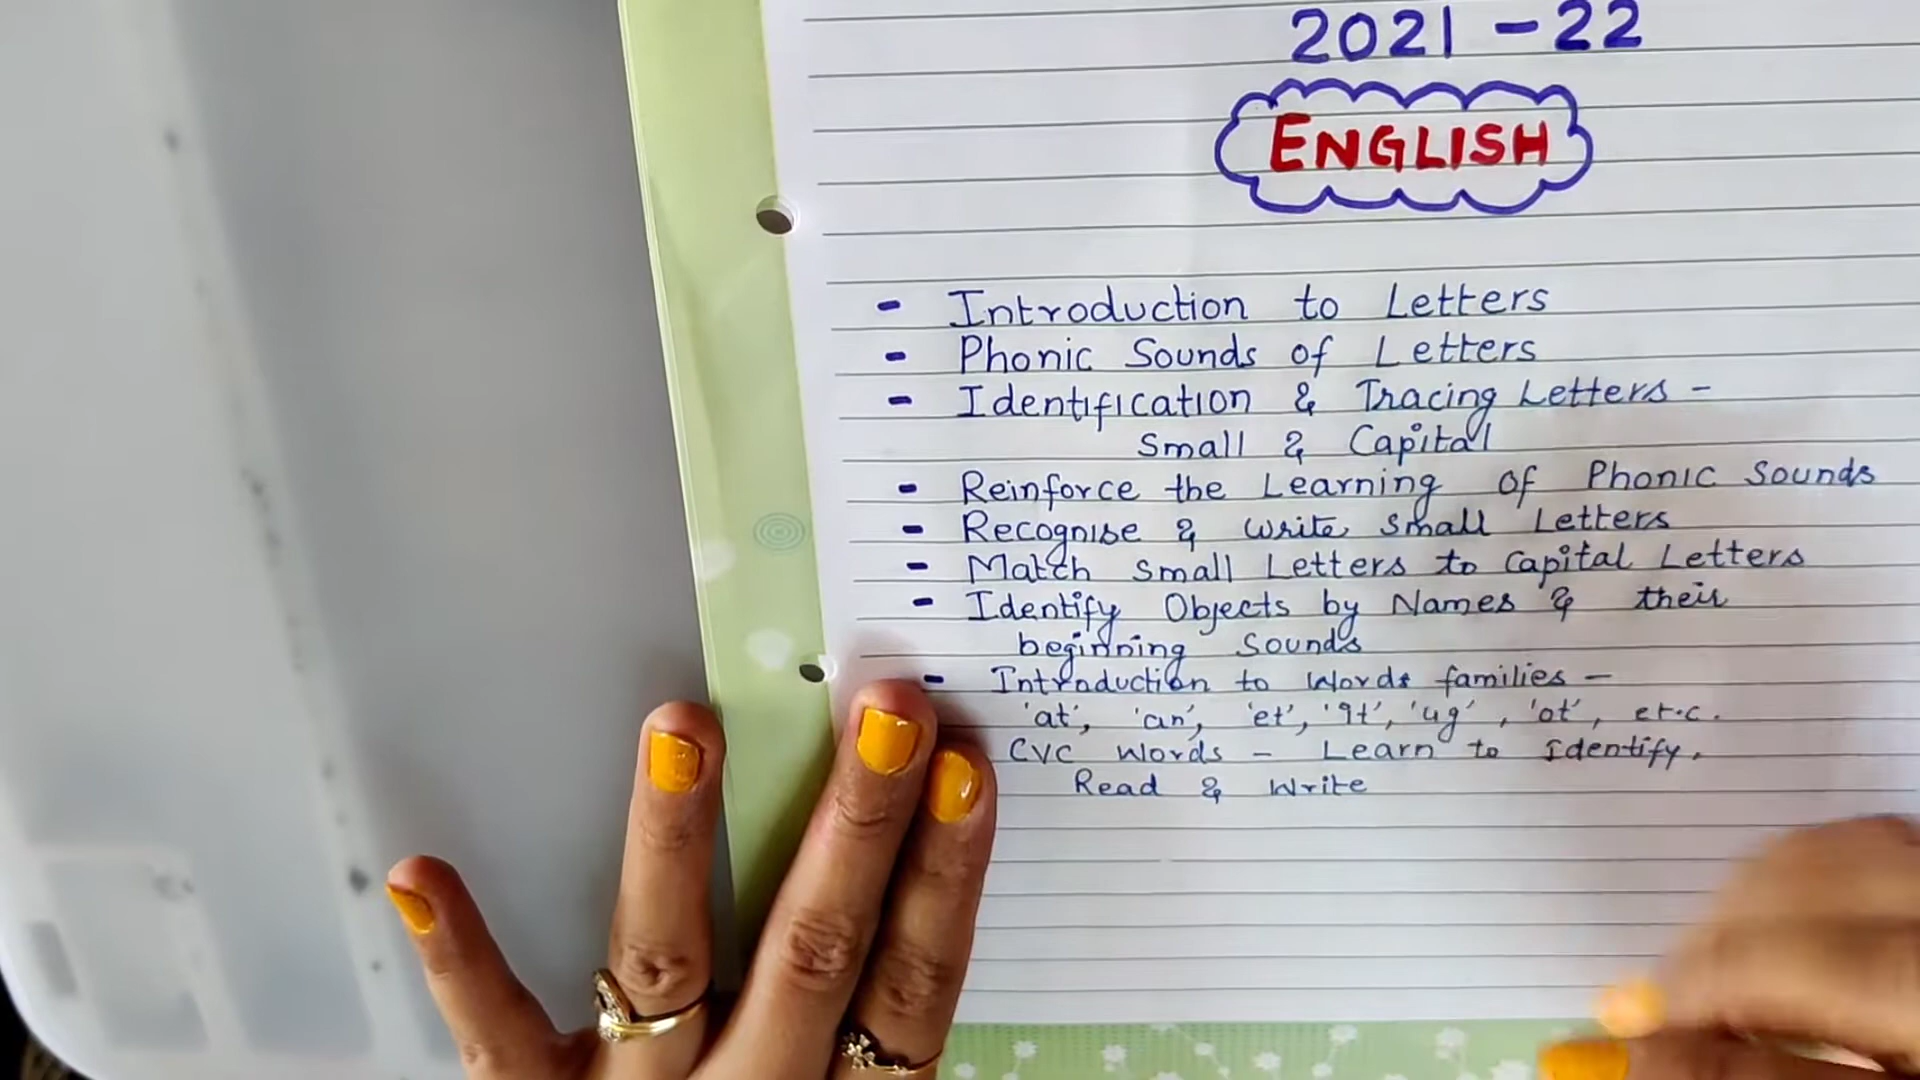 2021 - 22
ENGLISH
- Introduction to Letters
- Phonic Sounds of Letters
- Identification & Tracing Letters -
Small & Capital
- Reinforce the Learning of Phonic Sounds
- Recognise & write small Letters
- Match small Letters to Capital Letters
- Identify Objects by Names & their
beginning Sounds
- Introduction to Words families -
'at', 'an', 'et', 'it', 'ug', 'ot', et.c.
CVC Words - Learn to Identify,
Read & Write